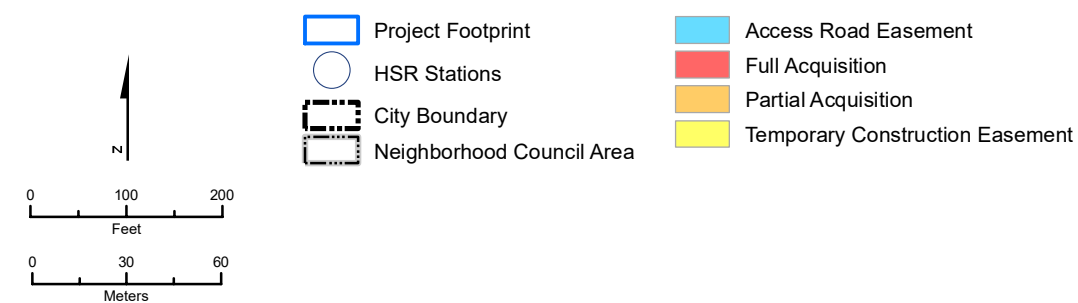 Project Footprint
HSR Stations
City Boundary
Neighborhood Council Area
Access Road Easement
Full Acquisition
Partial Acquisition
Temporary Construction Easement
N
0 100 200
Feet
0 30 60
Meters